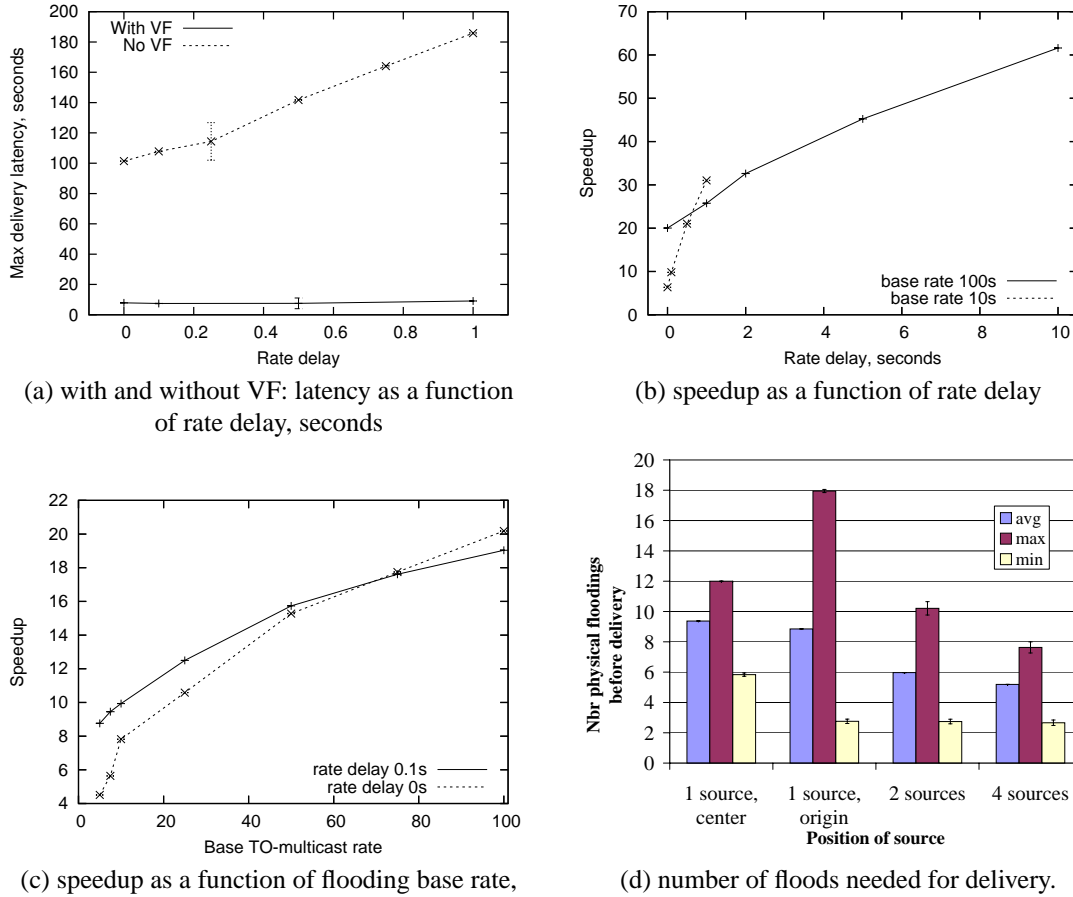 200
180
160
140
120
100
80
60
40
20
0
Max delivery latency, seconds
With VF
No VF
0 0.2 0.4 0.6 0.8 1
Rate delay
(a) with and without VF: latency as a function
of rate delay, seconds
70
60
50
40
30
20
10
0
Speedup
base rate 100s
base rate 10s
0 2 4 6 8 10
Rate delay, seconds
(b) speedup as a function of rate delay
22
20
18
16
14
12
10
8
6
4
Speedup
rate delay 0.1s
rate delay 0s
0 20 40 60 80 100
Base TO-multicast rate
(c) speedup as a function of flooding base rate,
20
18
16
14
12
10
8
6
4
2
0
Nbr physical floodings
before delivery
avg
max
min
1 source, 1 source, 2 sources 4 sources
center origin
Position of source
(d) number of floods needed for delivery.